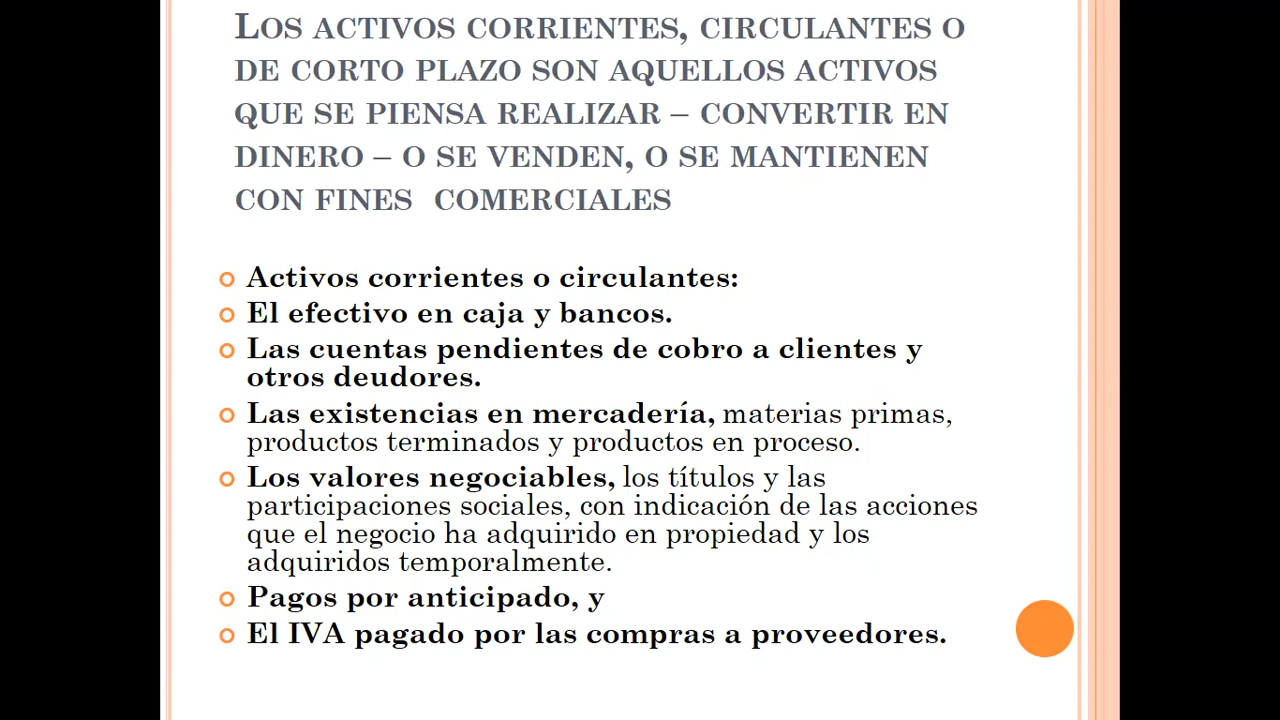 Los activos corrientes, circulantes o
de corto plazo son aquellos activos
que se piensa realizar – convertir en
dinero – o se venden, o se mantienen
con fines comerciales
Activos corrientes o circulantes:
El efectivo en caja y bancos.
Las cuentas pendientes de cobro a clientes y
otros deudores.
Las existencias en mercadería, materias primas,
productos terminados y productos en proceso.
Los valores negociables, los títulos y las
participaciones sociales, con indicación de las acciones
que el negocio ha adquirido en propiedad y los
adquiridos temporalmente.
Pagos por anticipado, y
El IVA pagado por las compras a proveedores.